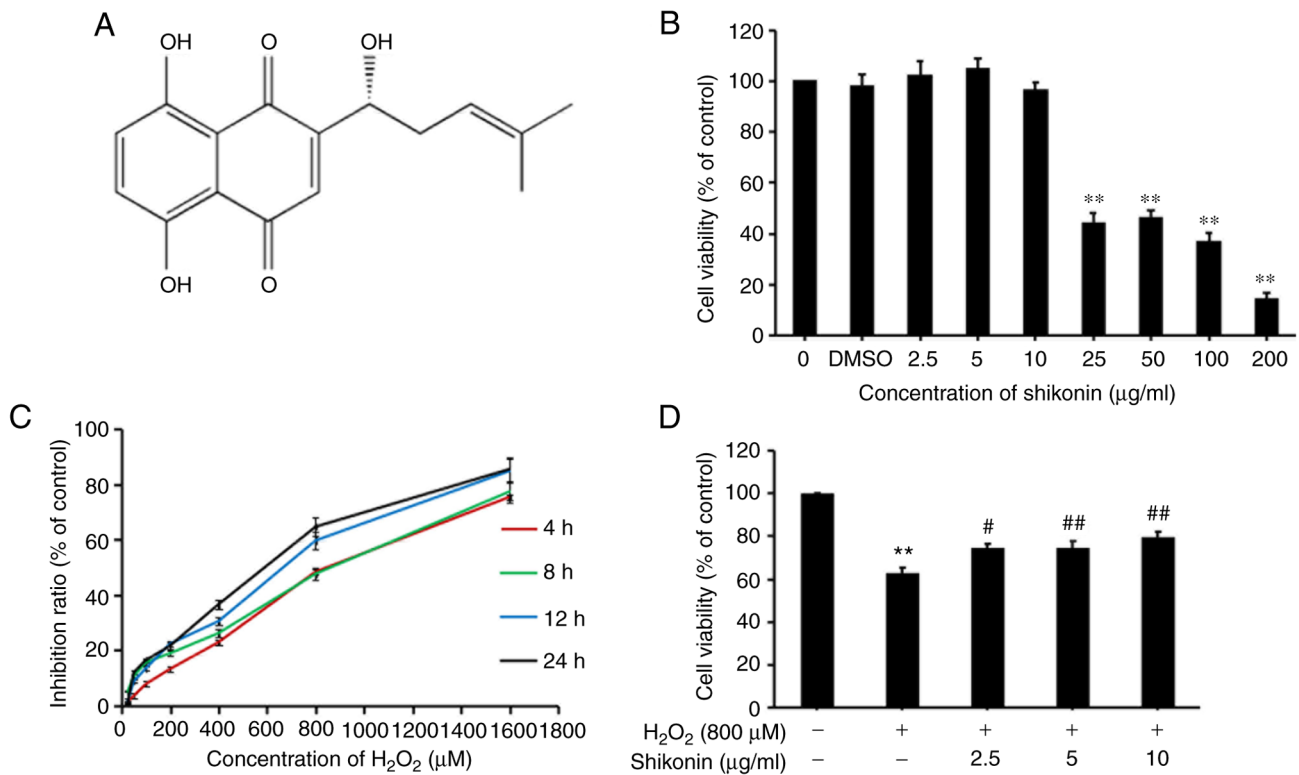 A
OH
O
OH
OH
O
B
Cell viability (% of control)
120
100
80
60
40
20
0
**
**
**
**
0 DMSO 2.5 5 10 25 50 100 200
Concentration of shikonin (μg/ml)
C
Inhibition ratio (% of control)
100
80
60
40
20
0
4 h
8 h
12 h
24 h
0 200 400 600 800 1000 1200 1400 1600 1800
Concentration of H₂O₂ (μM)
D
Cell viability (% of control)
120
100
80
60
40
20
0
**
#
##
##
H₂O₂ (800 μM) – + + + +
Shikonin (μg/ml) – – 2.5 5 10